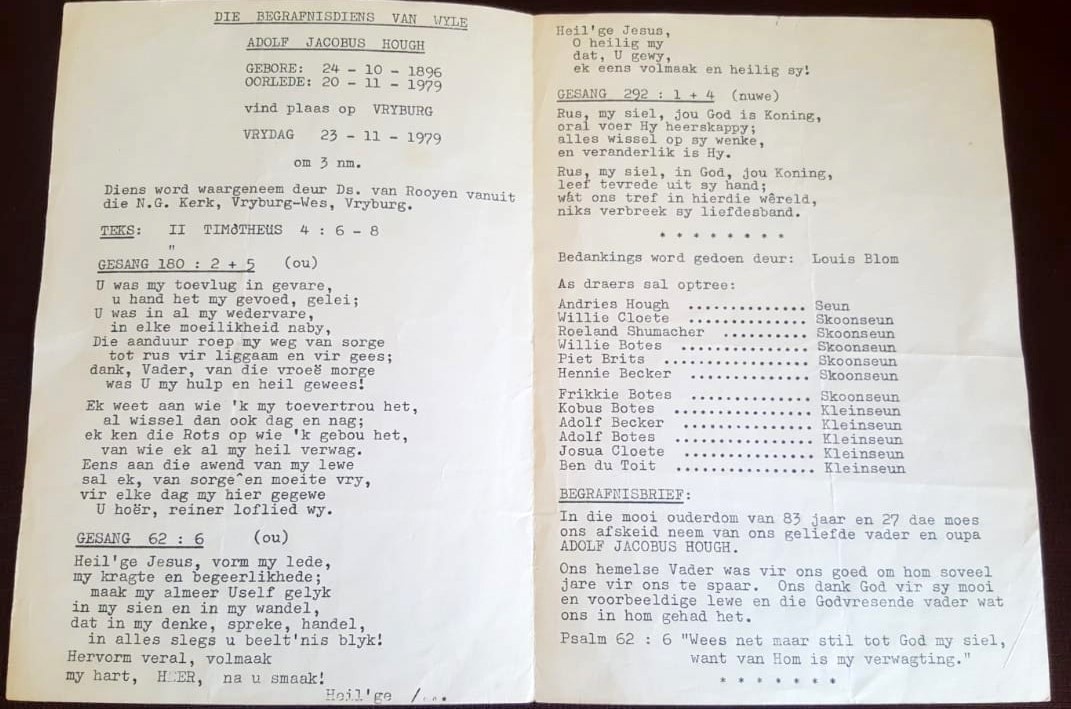 DIE BEGRAFNISDIENS VAN WYLE
ADOLF JACOBUS HOUGH
GEBORE: 24 - 10 - 1896
OORLEDE: 20 - 11 - 1979
vind plaas op VRYBURG
VRYDAG 23 - 11 - 1979
om 3 nm.
Diens word waargeneem deur Ds. van Rooyen vanuit
die N.G. Kerk, Vryburg-Wes, Vryburg.
TEKS: II TIMOTHEUS 4 : 6 - 8
"
GESANG 180 : 2 + 5 (ou)
U was my toevlug in gevare,
u hand het my gevoed, gelei;
U was in al my wedervare,
in elke moeilikheid naby,
Die aanduur roep my weg van sorge
tot rus vir liggaam en vir gees;
dank, Vader, van die vroeë morge
was U my hulp en heil gewees!
Ek weet aan wie 'k my toevertrou het,
al wissel dan ook dag en nag;
ek ken die Rots op wie 'k gebou het,
van wie ek al my heil verwag.
Eens aan die awend van my lewe
sal ek, van sorge^en moeite vry,
vir elke dag my hier gegewe
U hoër, reiner loflied wy.
GESANG 62 : 6 (ou)
Heil'ge Jesus, vorm my lede,
my kragte en begeerlikhede;
maak my almeer Uself gelyk
in my sien en in my wandel,
dat in my denke, spreke, handel,
in alles slegs u beelt'nis blyk!
Hervorm veral, volmaak
my hart, HEER, na u smaak!
Heil'ge /...
Heil'ge Jesus,
O heilig my
dat, U gewy,
ek eens volmaak en heilig sy!
GESANG 292 : 1 + 4 (nuwe)
Rus, my siel, jou God is Koning,
oral voer Hy heerskappy;
alles wissel op sy wenke,
en veranderlik is Hy.
Rus, my siel, in God, jou Koning,
leef tevrede uit sy hand;
wát ons tref in hierdie wêreld,
niks verbreek sy liefdesband.
* * * * * * * *
Bedankings word gedoen deur: Louis Blom
As draers sal optree:
Andries Hough ............... Seun
Willie Cloete ............... Skoonseun
Roeland Shumacher ........... Skoonseun
Willie Botes ................ Skoonseun
Piet Brits .................. Skoonseun
Hennie Becker ............... Skoonseun
Frikkie Botes ............... Skoonseun
Kobus Botes ................. Kleinseun
Adolf Becker ................ Kleinseun
Adolf Botes ................. Kleinseun
Josua Cloete ................ Kleinseun
Ben du Toit ................. Kleinseun
BEGRAFNISBRIEF:
In die mooi ouderdom van 83 jaar en 27 dae moes
ons afskeid neem van ons geliefde vader en oupa
ADOLF JACOBUS HOUGH.
Ons hemelse Vader was vir ons goed om hom soveel
jare vir ons te spaar. Ons dank God vir sy mooi
en voorbeeldige lewe en die Godvresende vader wat
ons in hom gehad het.
Psalm 62 : 6 "Wees net maar stil tot God my siel,
want van Hom is my verwagting."
* * * * * * *